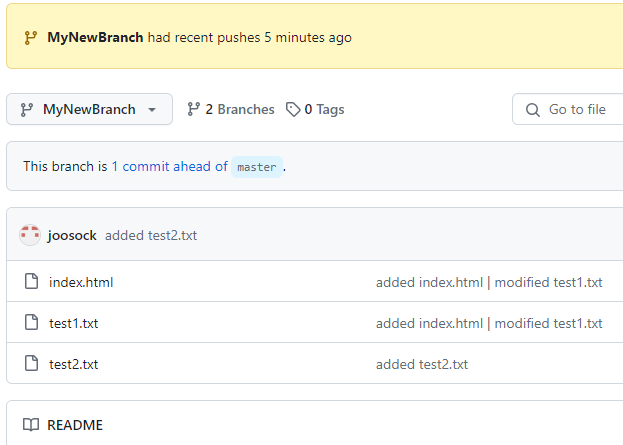 MyNewBranch had recent pushes 5 minutes ago
MyNewBranch 2 Branches 0 Tags Go to file
This branch is 1 commit ahead of master .
joosock added test2.txt
index.html added index.html | modified test1.txt
test1.txt added index.html | modified test1.txt
test2.txt added test2.txt
README